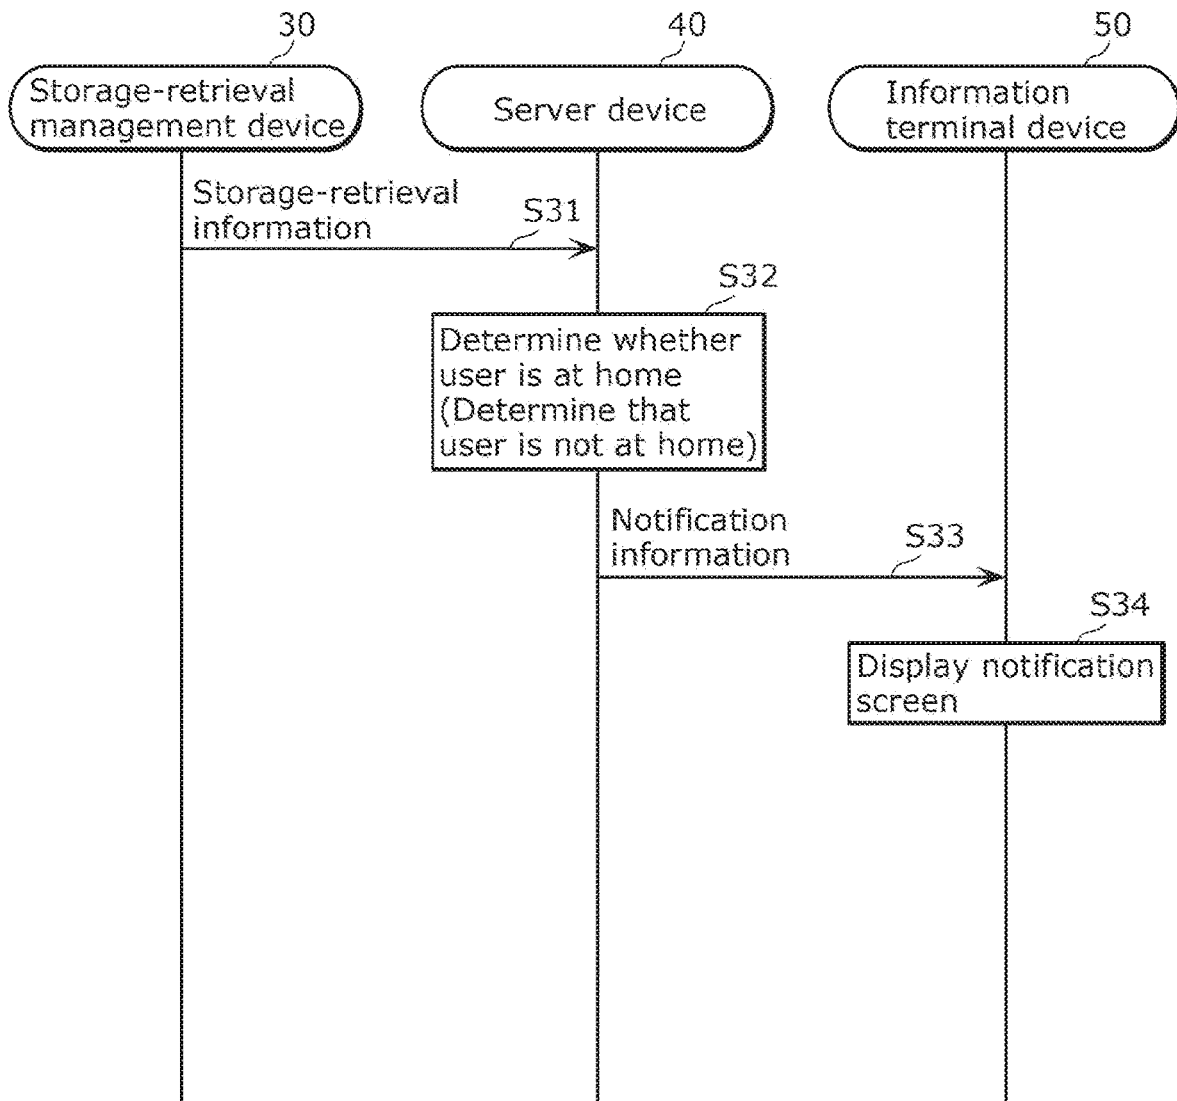 30
40
50
Storage-retrieval
management device
Server device
Information
terminal device
Storage-retrieval
information
S31
S32
Determine whether
user is at home
(Determine that
user is not at home)
Notification
information
S33
S34
Display notification
screen